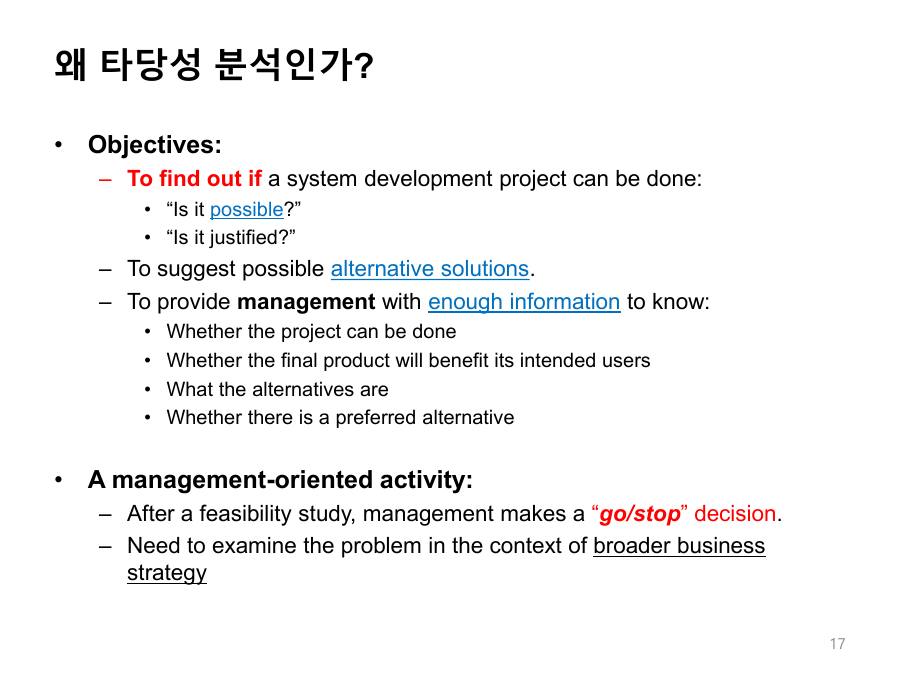 왜 타당성 분석인가?
• Objectives:
– To find out if a system development project can be done:
• “Is it possible?”
• “Is it justified?”
– To suggest possible alternative solutions.
– To provide management with enough information to know:
• Whether the project can be done
• Whether the final product will benefit its intended users
• What the alternatives are
• Whether there is a preferred alternative
• A management-oriented activity:
– After a feasibility study, management makes a “go/stop” decision.
– Need to examine the problem in the context of broader business
strategy
17